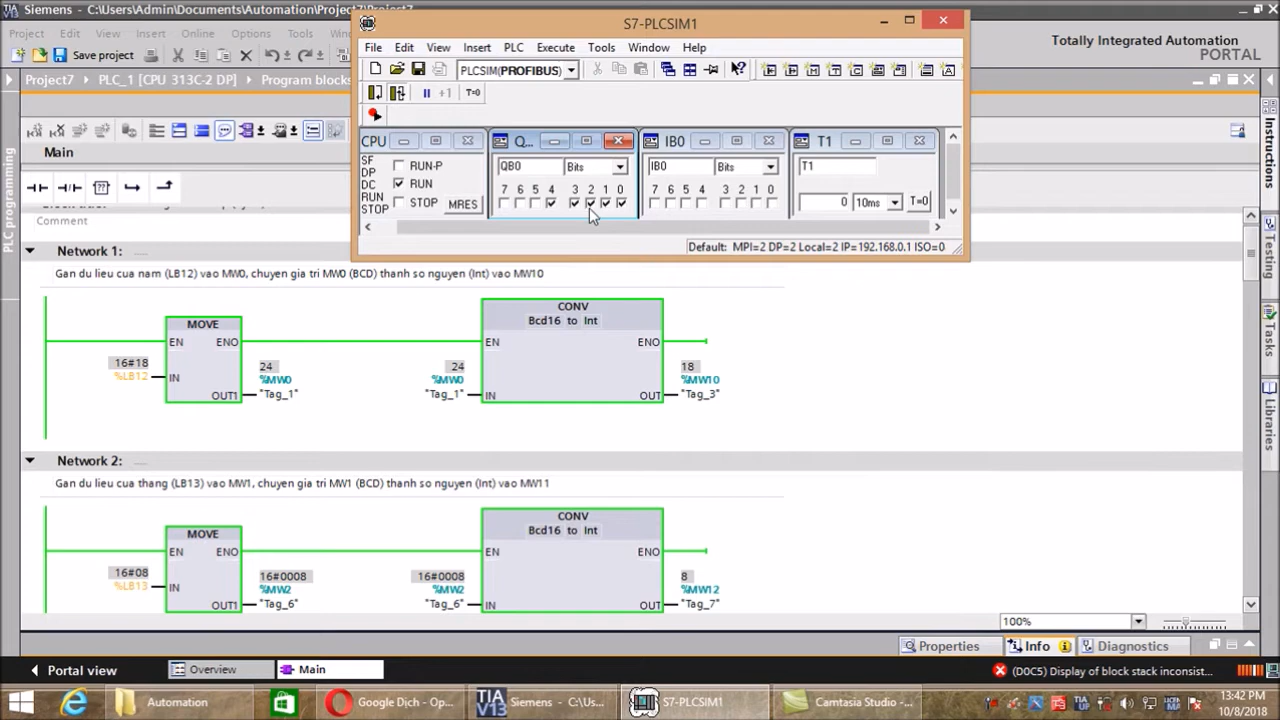 Siemens - C:\Users\Admin\Documents\Automation\Project7\Project7
S7-PLCSIM1
Project Edit View Insert Online Options Tools
File Edit View Insert PLC Execute Tools Window Help
Totally Integrated Automation
PORTAL
Save project
PLCSIM(PROFIBUS)
+1 T=0
Project7 PLC_1 [CPU 313C-2 DP] Program blocks
Main
CPU Q... IB0 T1
SF
DP
DC
RUN
STOP
RUN-P
RUN
STOP MRES
QB0 Bits
7 6 5 4 3 2 1 0
IB0 Bits
7 6 5 4 3 2 1 0
T1
0 10ms T=0
Default: MPI=2 DP=2 Local=2 IP=192.168.0.1 ISO=0
PLC programming
Instructions
Testing
Tasks
Libraries
Comment
Network 1: .....
Gan du lieu cua nam (LB12) vao MW0, chuyen gia tri MW0 (BCD) thanh so nguyen (Int) vao MW10
MOVE
EN ENO
16#18
%LB12 IN
24
%MW0
OUT1 "Tag_1"
CONV
Bcd16 to Int
EN ENO
24
%MW0
"Tag_1" IN
18
%MW10
OUT "Tag_3"
Network 2: .....
Gan du lieu cua thang (LB13) vao MW1, chuyen gia tri MW1 (BCD) thanh so nguyen (Int) vao MW11
MOVE
EN ENO
16#08
%LB13 IN
16#0008
%MW2
OUT1 "Tag_6"
CONV
Bcd16 to Int
EN ENO
16#0008
%MW2
"Tag_6" IN
8
%MW12
OUT "Tag_7"
100%
Properties Info Diagnostics
Portal view Overview Main
(D0C5) Display of block stack inconsist...
Automation Google Dịch - O... Siemens - C:\Us... S7-PLCSIM1 Camtasia Studio -...
13:42 PM
10/8/2018